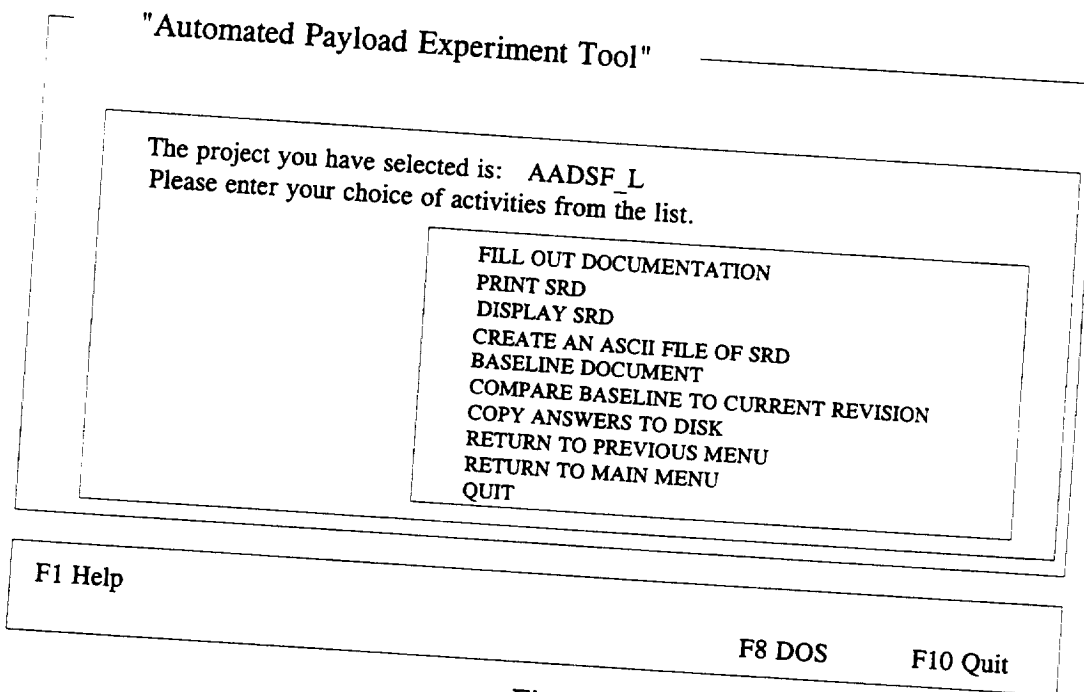 "Automated Payload Experiment Tool"
The project you have selected is: AADSF_L
Please enter your choice of activities from the list.
FILL OUT DOCUMENTATION
PRINT SRD
DISPLAY SRD
CREATE AN ASCII FILE OF SRD
BASELINE DOCUMENT
COMPARE BASELINE TO CURRENT REVISION
COPY ANSWERS TO DISK
RETURN TO PREVIOUS MENU
RETURN TO MAIN MENU
QUIT
F1 Help
F8 DOS F10 Quit